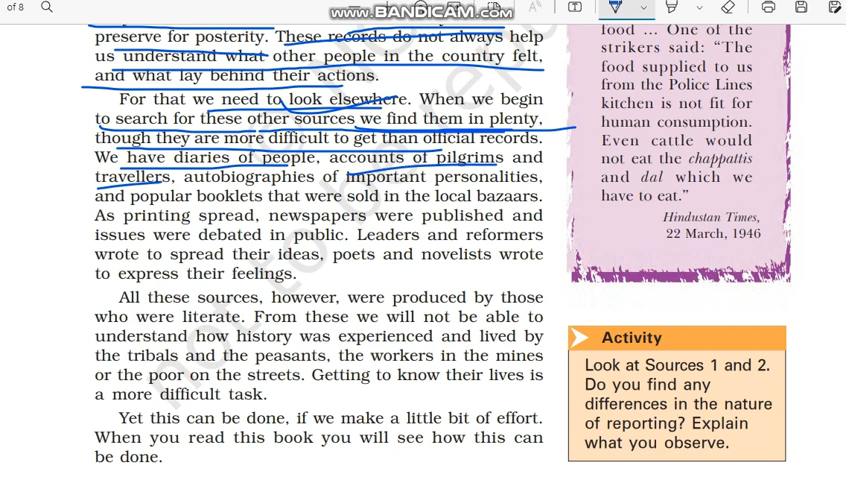 www.BANDICAM.com
of 8
preserve for posterity. These records do not always help
us understand what other people in the country felt,
and what lay behind their actions.
For that we need to look elsewhere. When we begin
to search for these other sources we find them in plenty,
though they are more difficult to get than official records.
We have diaries of people, accounts of pilgrims and
travellers, autobiographies of important personalities,
and popular booklets that were sold in the local bazaars.
As printing spread, newspapers were published and
issues were debated in public. Leaders and reformers
wrote to spread their ideas, poets and novelists wrote
to express their feelings.
All these sources, however, were produced by those
who were literate. From these we will not be able to
understand how history was experienced and lived by
the tribals and the peasants, the workers in the mines
or the poor on the streets. Getting to know their lives is
a more difficult task.
Yet this can be done, if we make a little bit of effort.
When you read this book you will see how this can
be done.
food ... One of the
strikers said: “The
food supplied to us
from the Police Lines
kitchen is not fit for
human consumption.
Even cattle would
not eat the chappattis
and dal which we
have to eat.”
Hindustan Times,
22 March, 1946
Activity
Look at Sources 1 and 2.
Do you find any
differences in the nature
of reporting? Explain
what you observe.
not to be repu